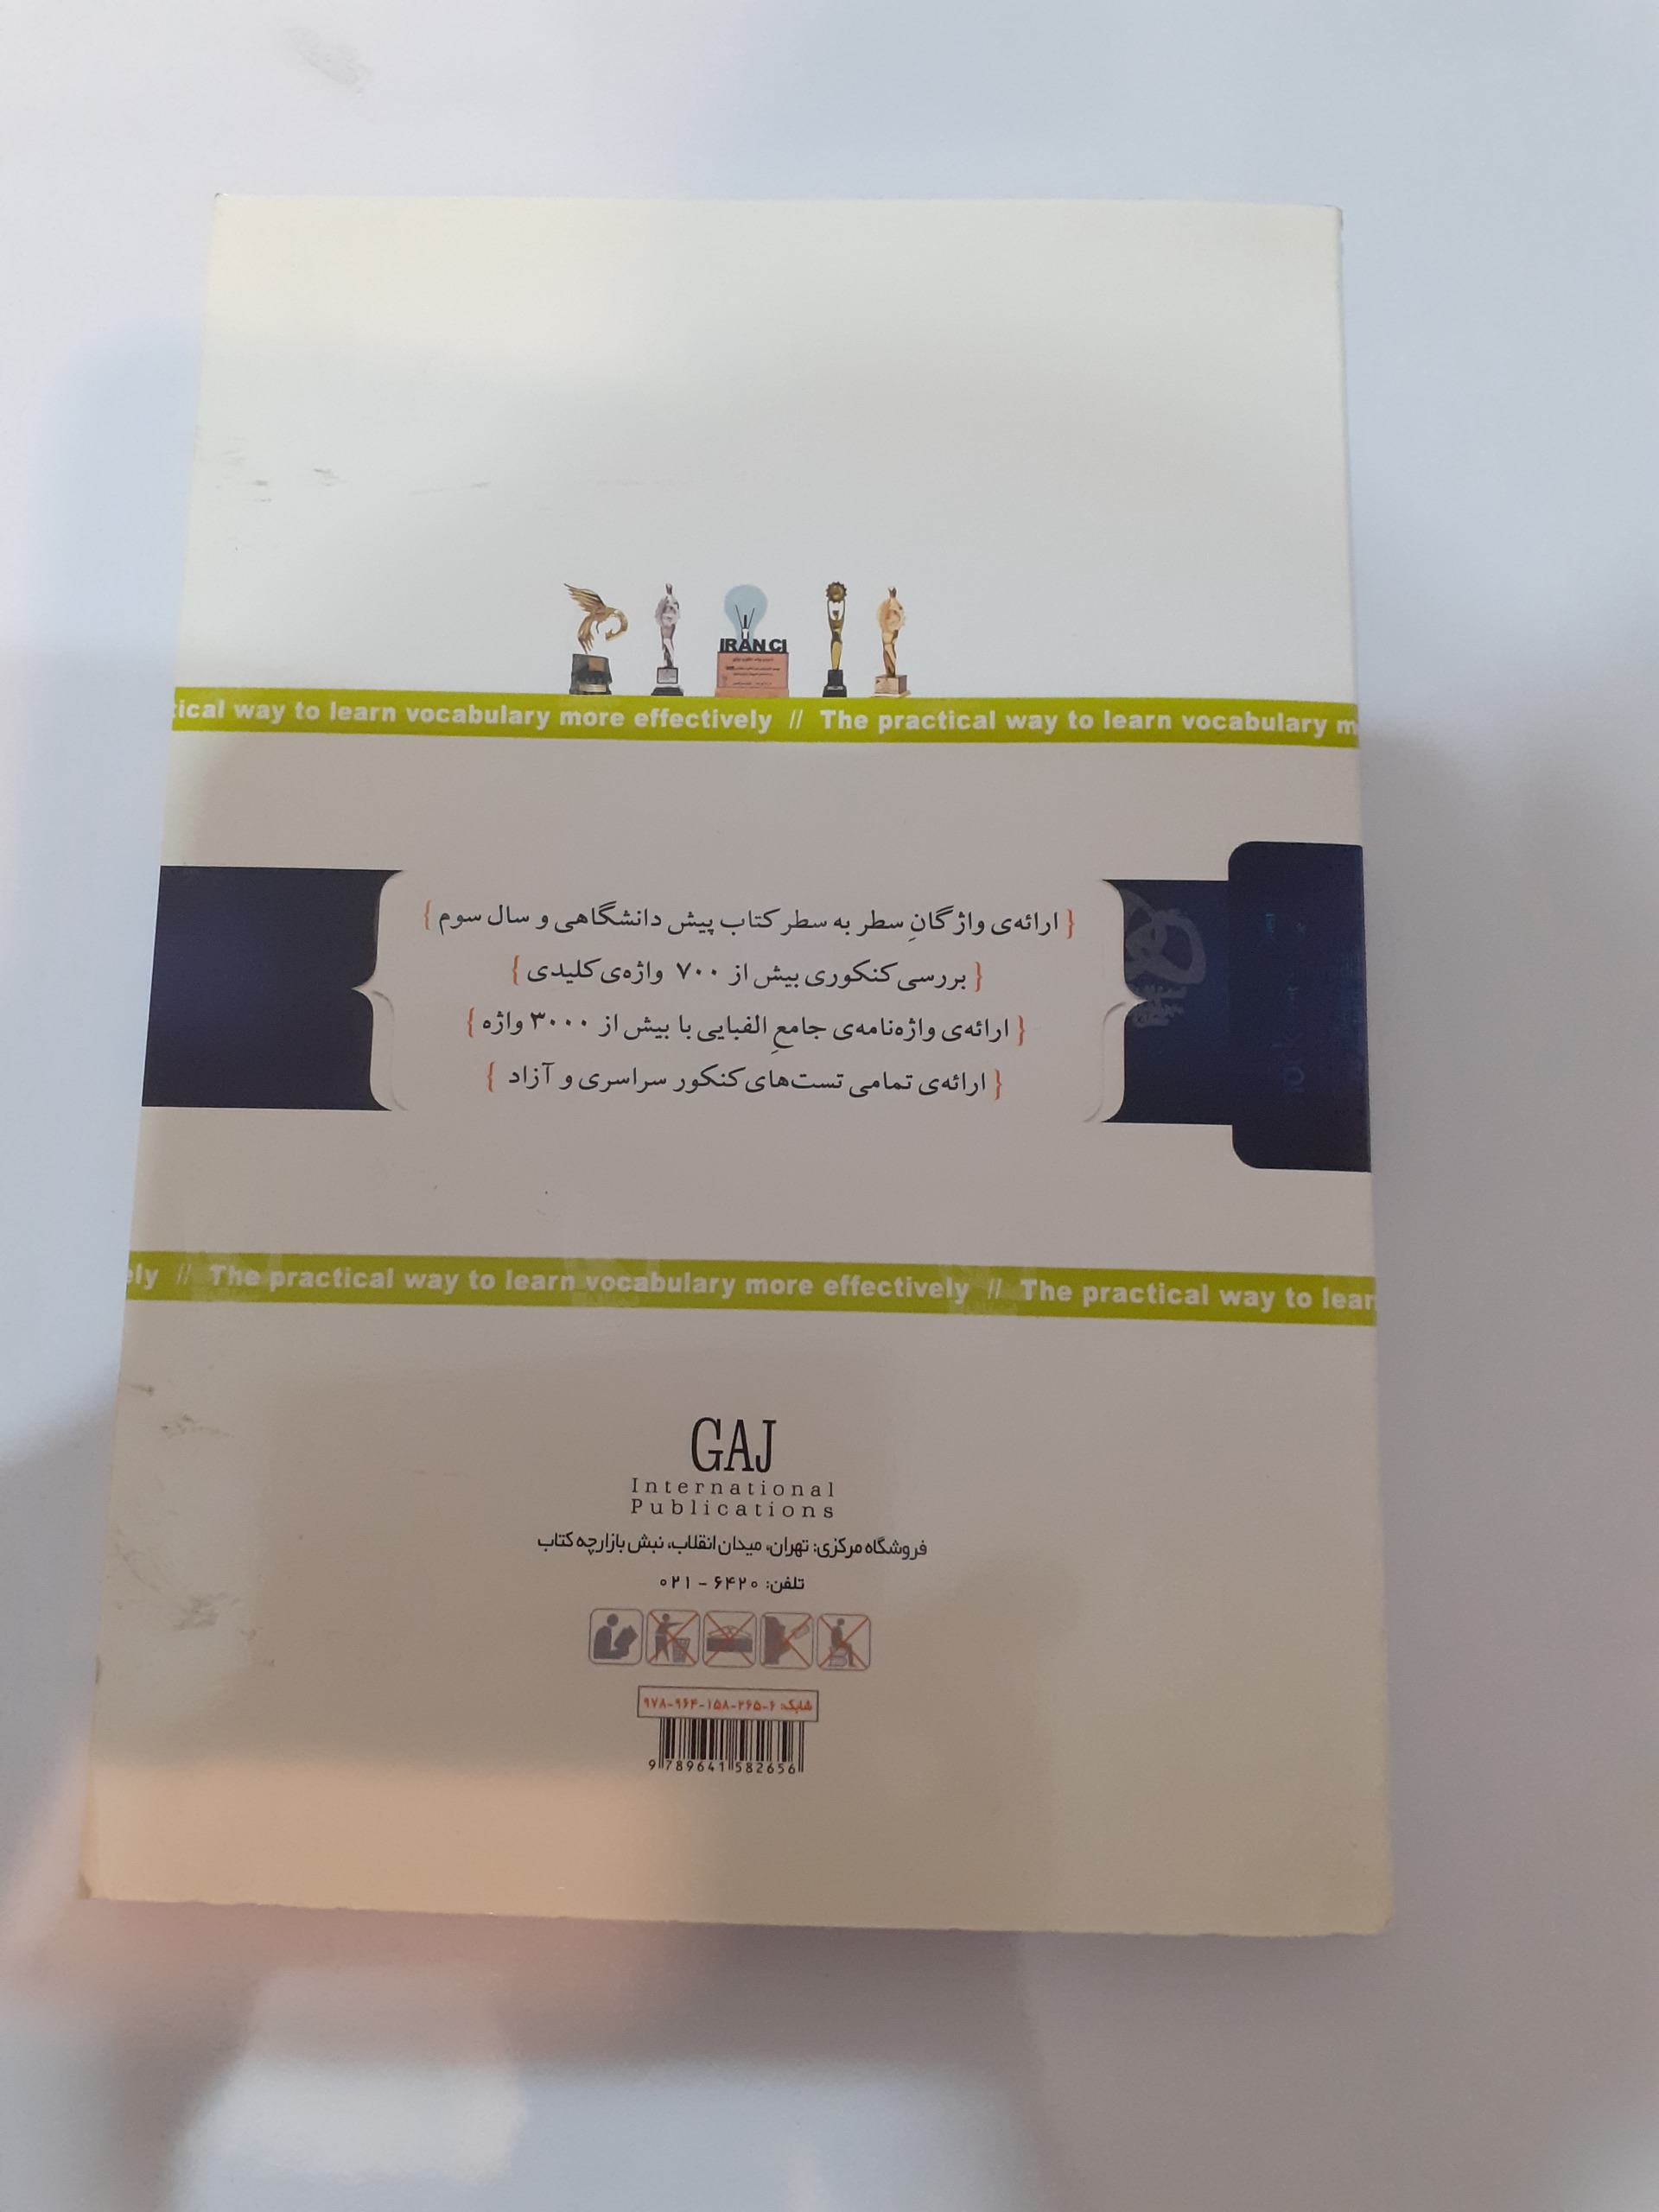 IRAN CI
ical way to learn vocabulary more effectively // The practical way to learn vocabulary m
{ ارائه‌ی واژگانِ سطر به سطر کتاب پیش دانشگاهی و سال سوم }
{ بررسی کنکوری بیش از ۷۰۰ واژه‌ی کلیدی }
{ ارائه‌ی واژه‌نامه‌ی جامعِ الفبایی با بیش از ۳۰۰۰ واژه }
{ ارائه‌ی تمامی تست‌های کنکور سراسری و آزاد }
ely // The practical way to learn vocabulary more effectively // The practical way to lear
GAJ
International
Publications
فروشگاه مرکزی: تهران، میدان انقلاب، نبش بازارچه کتاب
تلفن: ۶۴۲۰ - ۰۲۱
شابک: ۹۷۸-۹۶۴-۱۵۸-۲۶۵-۶
9 789641 582656